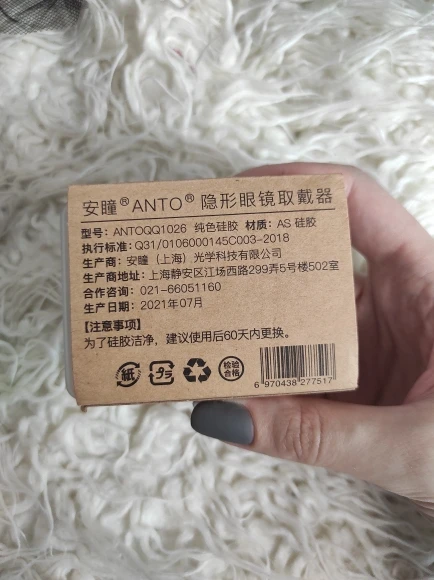 安瞳®ANTO® 隐形眼镜取戴器
型号: ANTOQQ1026 纯色硅胶 材质: AS 硅胶
执行标准: Q31/0106000145C003-2018
生产商: 安瞳（上海）光学科技有限公司
生产商地址: 上海静安区江场西路299弄5号楼502室
合作咨询: 021-66051160
生产日期: 2021年07月
【注意事项】
为了硅胶洁净，建议使用后60天内更换。
紙
プラ
检验
合格
6 970438 277517